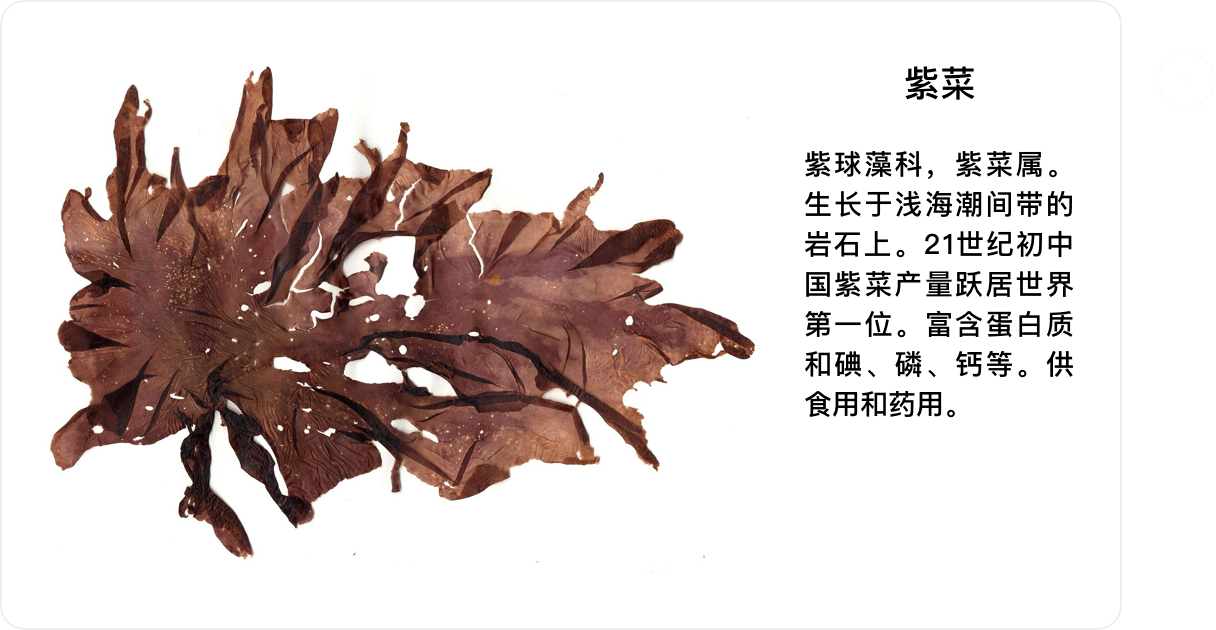 紫菜
紫球藻科，紫菜属。
生长于浅海潮间带的
岩石上。21世纪初中
国紫菜产量跃居世界
第一位。富含蛋白质
和碘、磷、钙等。供
食用和药用。